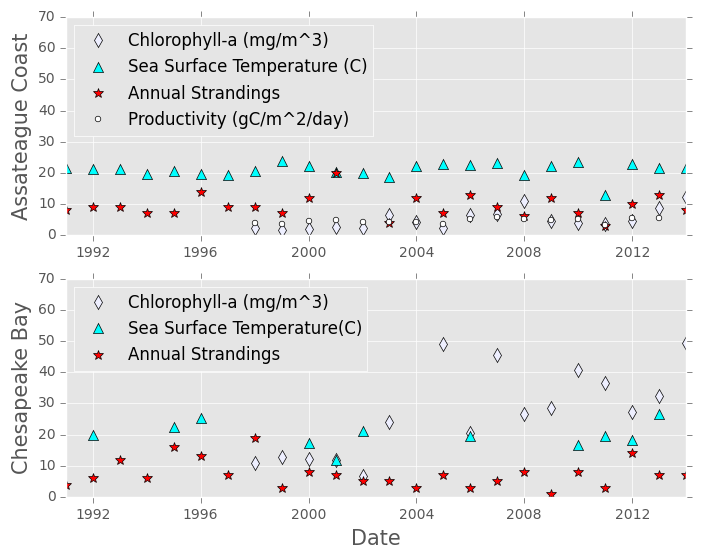 70
60
50
40
30
20
10
0
Assateague Coast
Chlorophyll-a (mg/m^3)
Sea Surface Temperature (C)
Annual Strandings
Productivity (gC/m^2/day)
1992 1996 2000 2004 2008 2012
70
60
50
40
30
20
10
0
Chesapeake Bay
Chlorophyll-a (mg/m^3)
Sea Surface Temperature(C)
Annual Strandings
1992 1996 2000 2004 2008 2012
Date